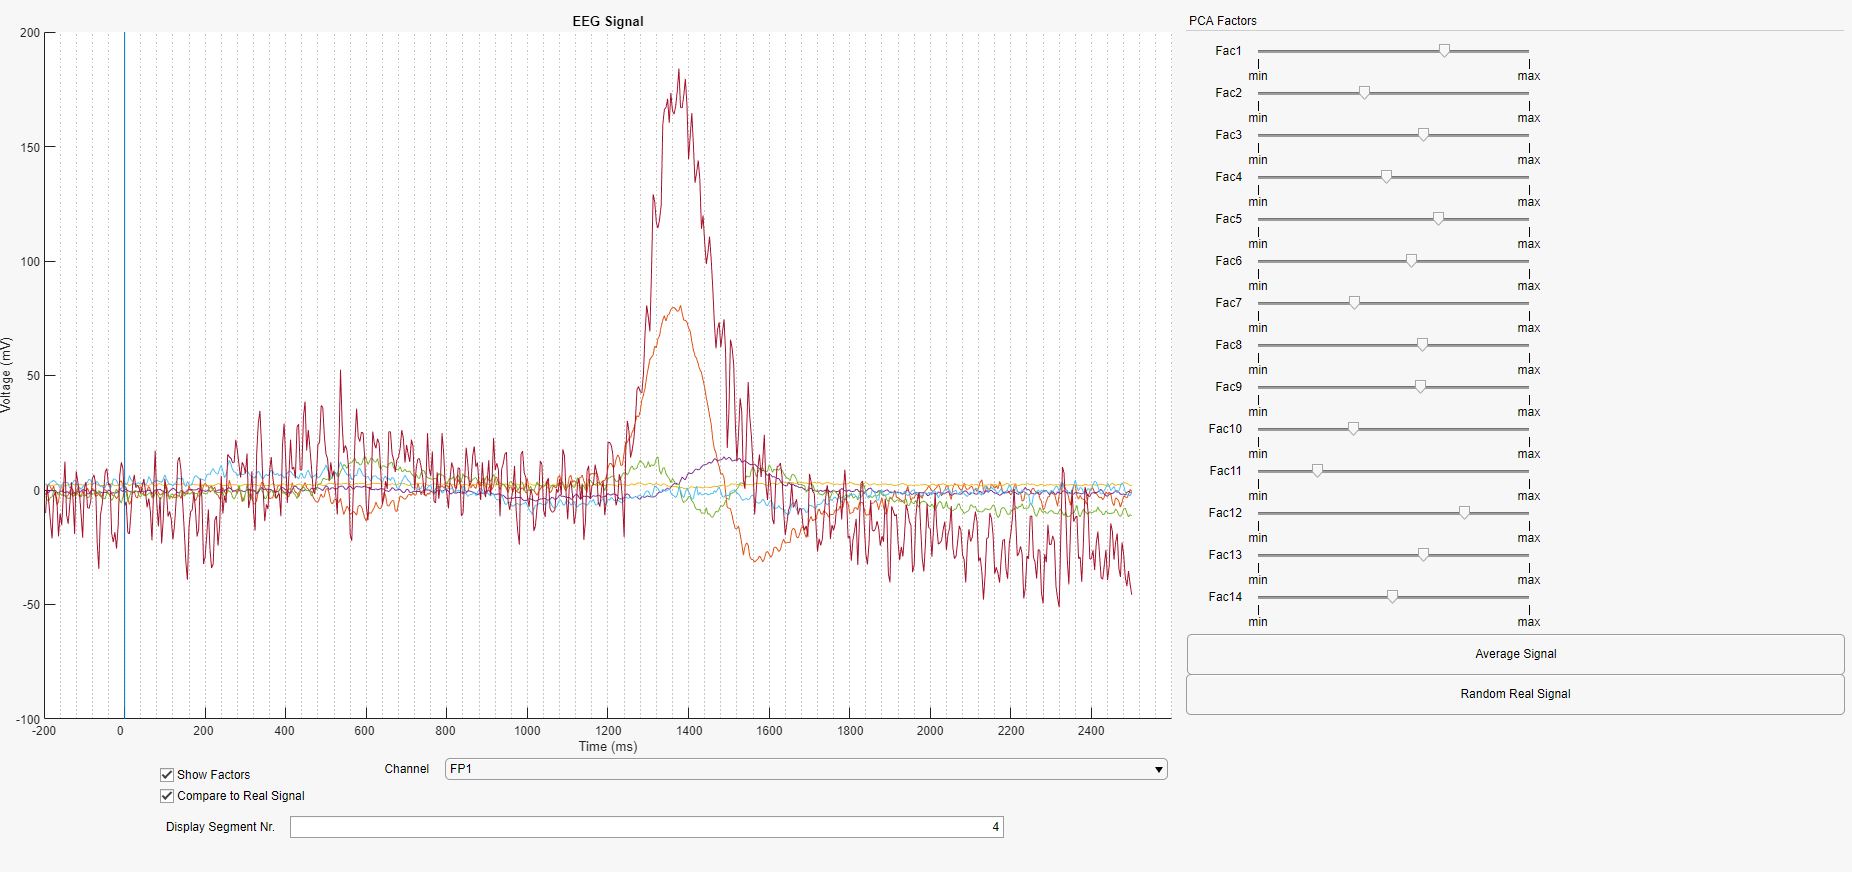 EEG Signal
200
150
100
50
0
-50
-100
Voltage (mV)
-200 0 200 400 600 800 1000 1200 1400 1600 1800 2000 2200 2400
Time (ms)
Show Factors
Compare to Real Signal
Channel FP1
Display Segment Nr. 4
PCA Factors
Fac1
min max
Fac2
min max
Fac3
min max
Fac4
min max
Fac5
min max
Fac6
min max
Fac7
min max
Fac8
min max
Fac9
min max
Fac10
min max
Fac11
min max
Fac12
min max
Fac13
min max
Fac14
min max
Average Signal
Random Real Signal